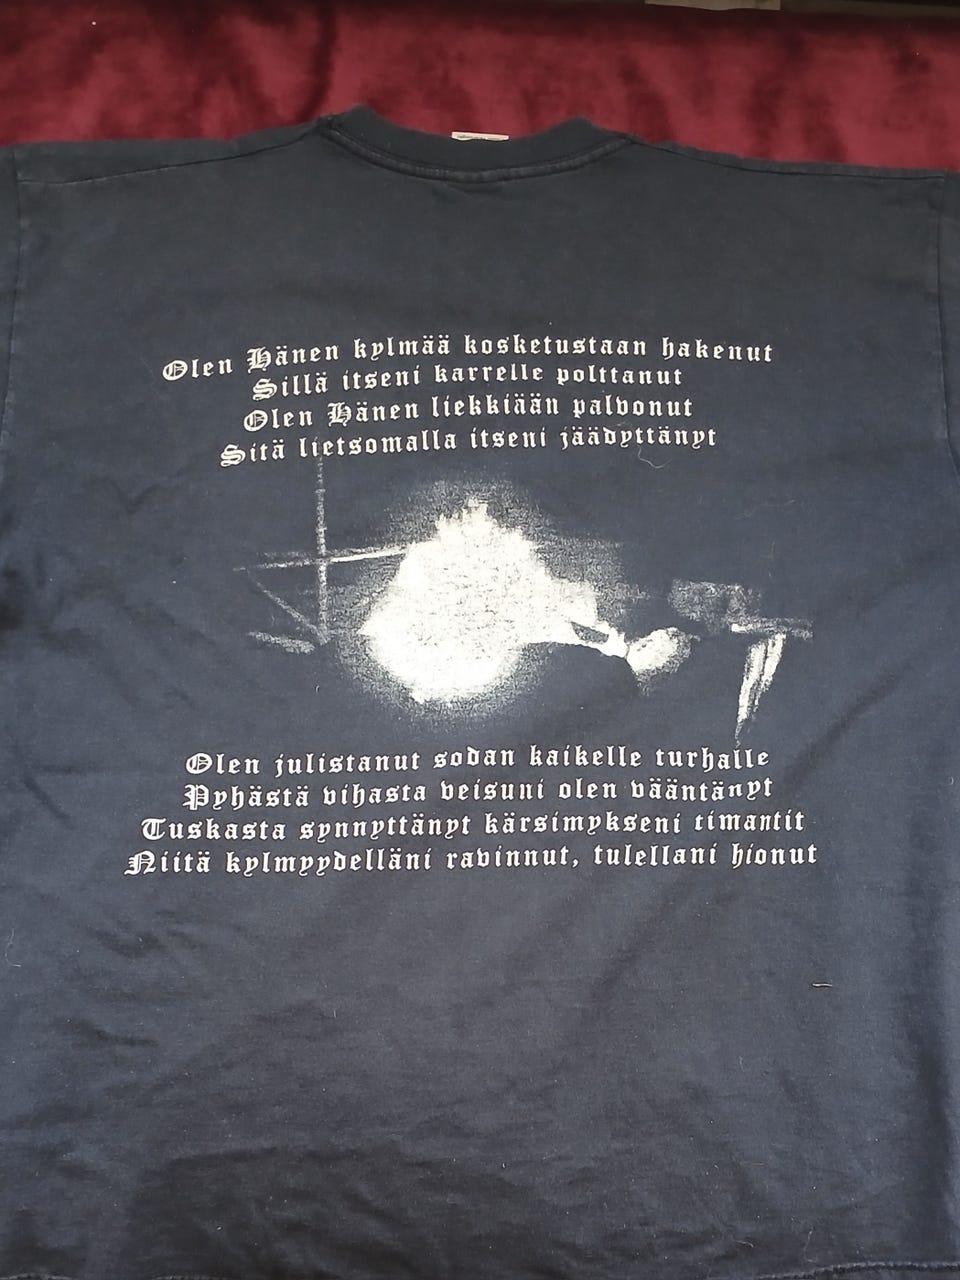 Olen Hänen kylmää kosketustaan hakenut
Sillä itseni karrelle polttanut
Olen Hänen liekkiään palvonut
Sitä lietsomalla itseni jäädyttänyt
Olen julistanut sodan kaikelle turhalle
Pyhästä vihasta veisuni olen vääntänyt
Tuskasta synnyttänyt kärsimykseni timantit
Niitä kylmyydelläni ravinnut, tulellani hionut